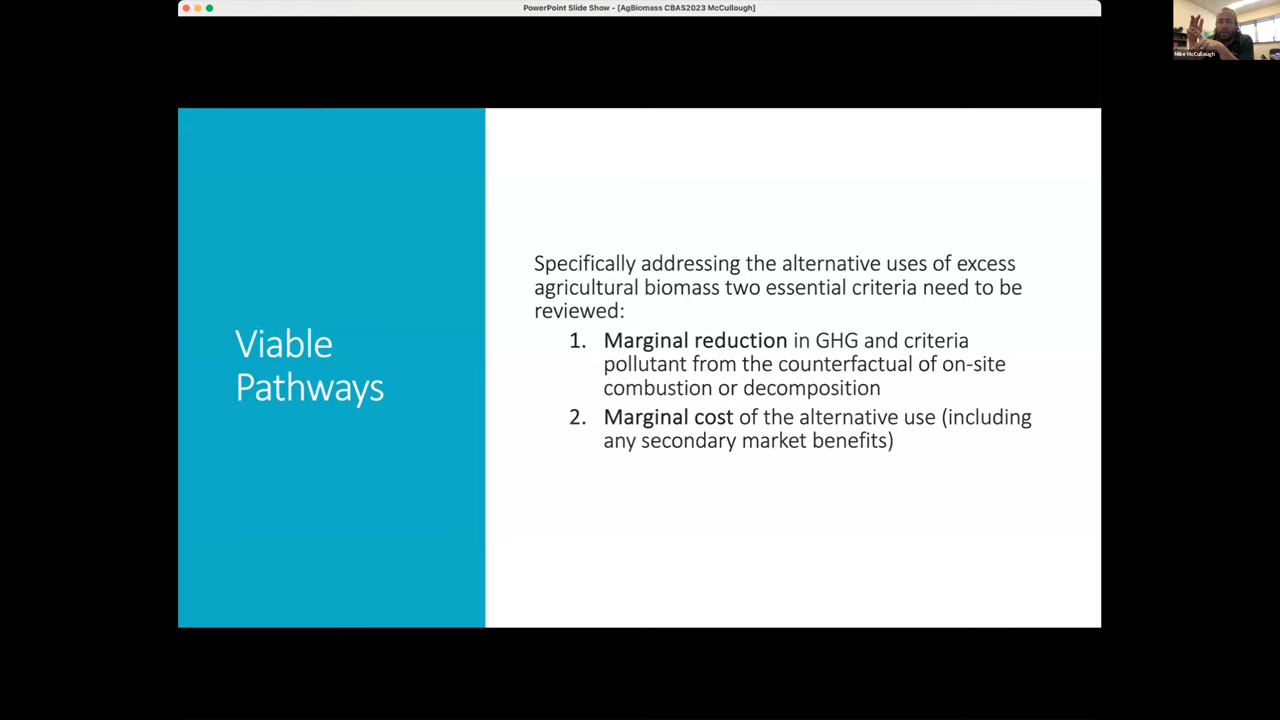 PowerPoint Slide Show - [AgBiomass CBAS2023 McCullough]
Mike McCullough
Viable
Pathways
Specifically addressing the alternative uses of excess
agricultural biomass two essential criteria need to be
reviewed:
1. Marginal reduction in GHG and criteria
pollutant from the counterfactual of on-site
combustion or decomposition
2. Marginal cost of the alternative use (including
any secondary market benefits)